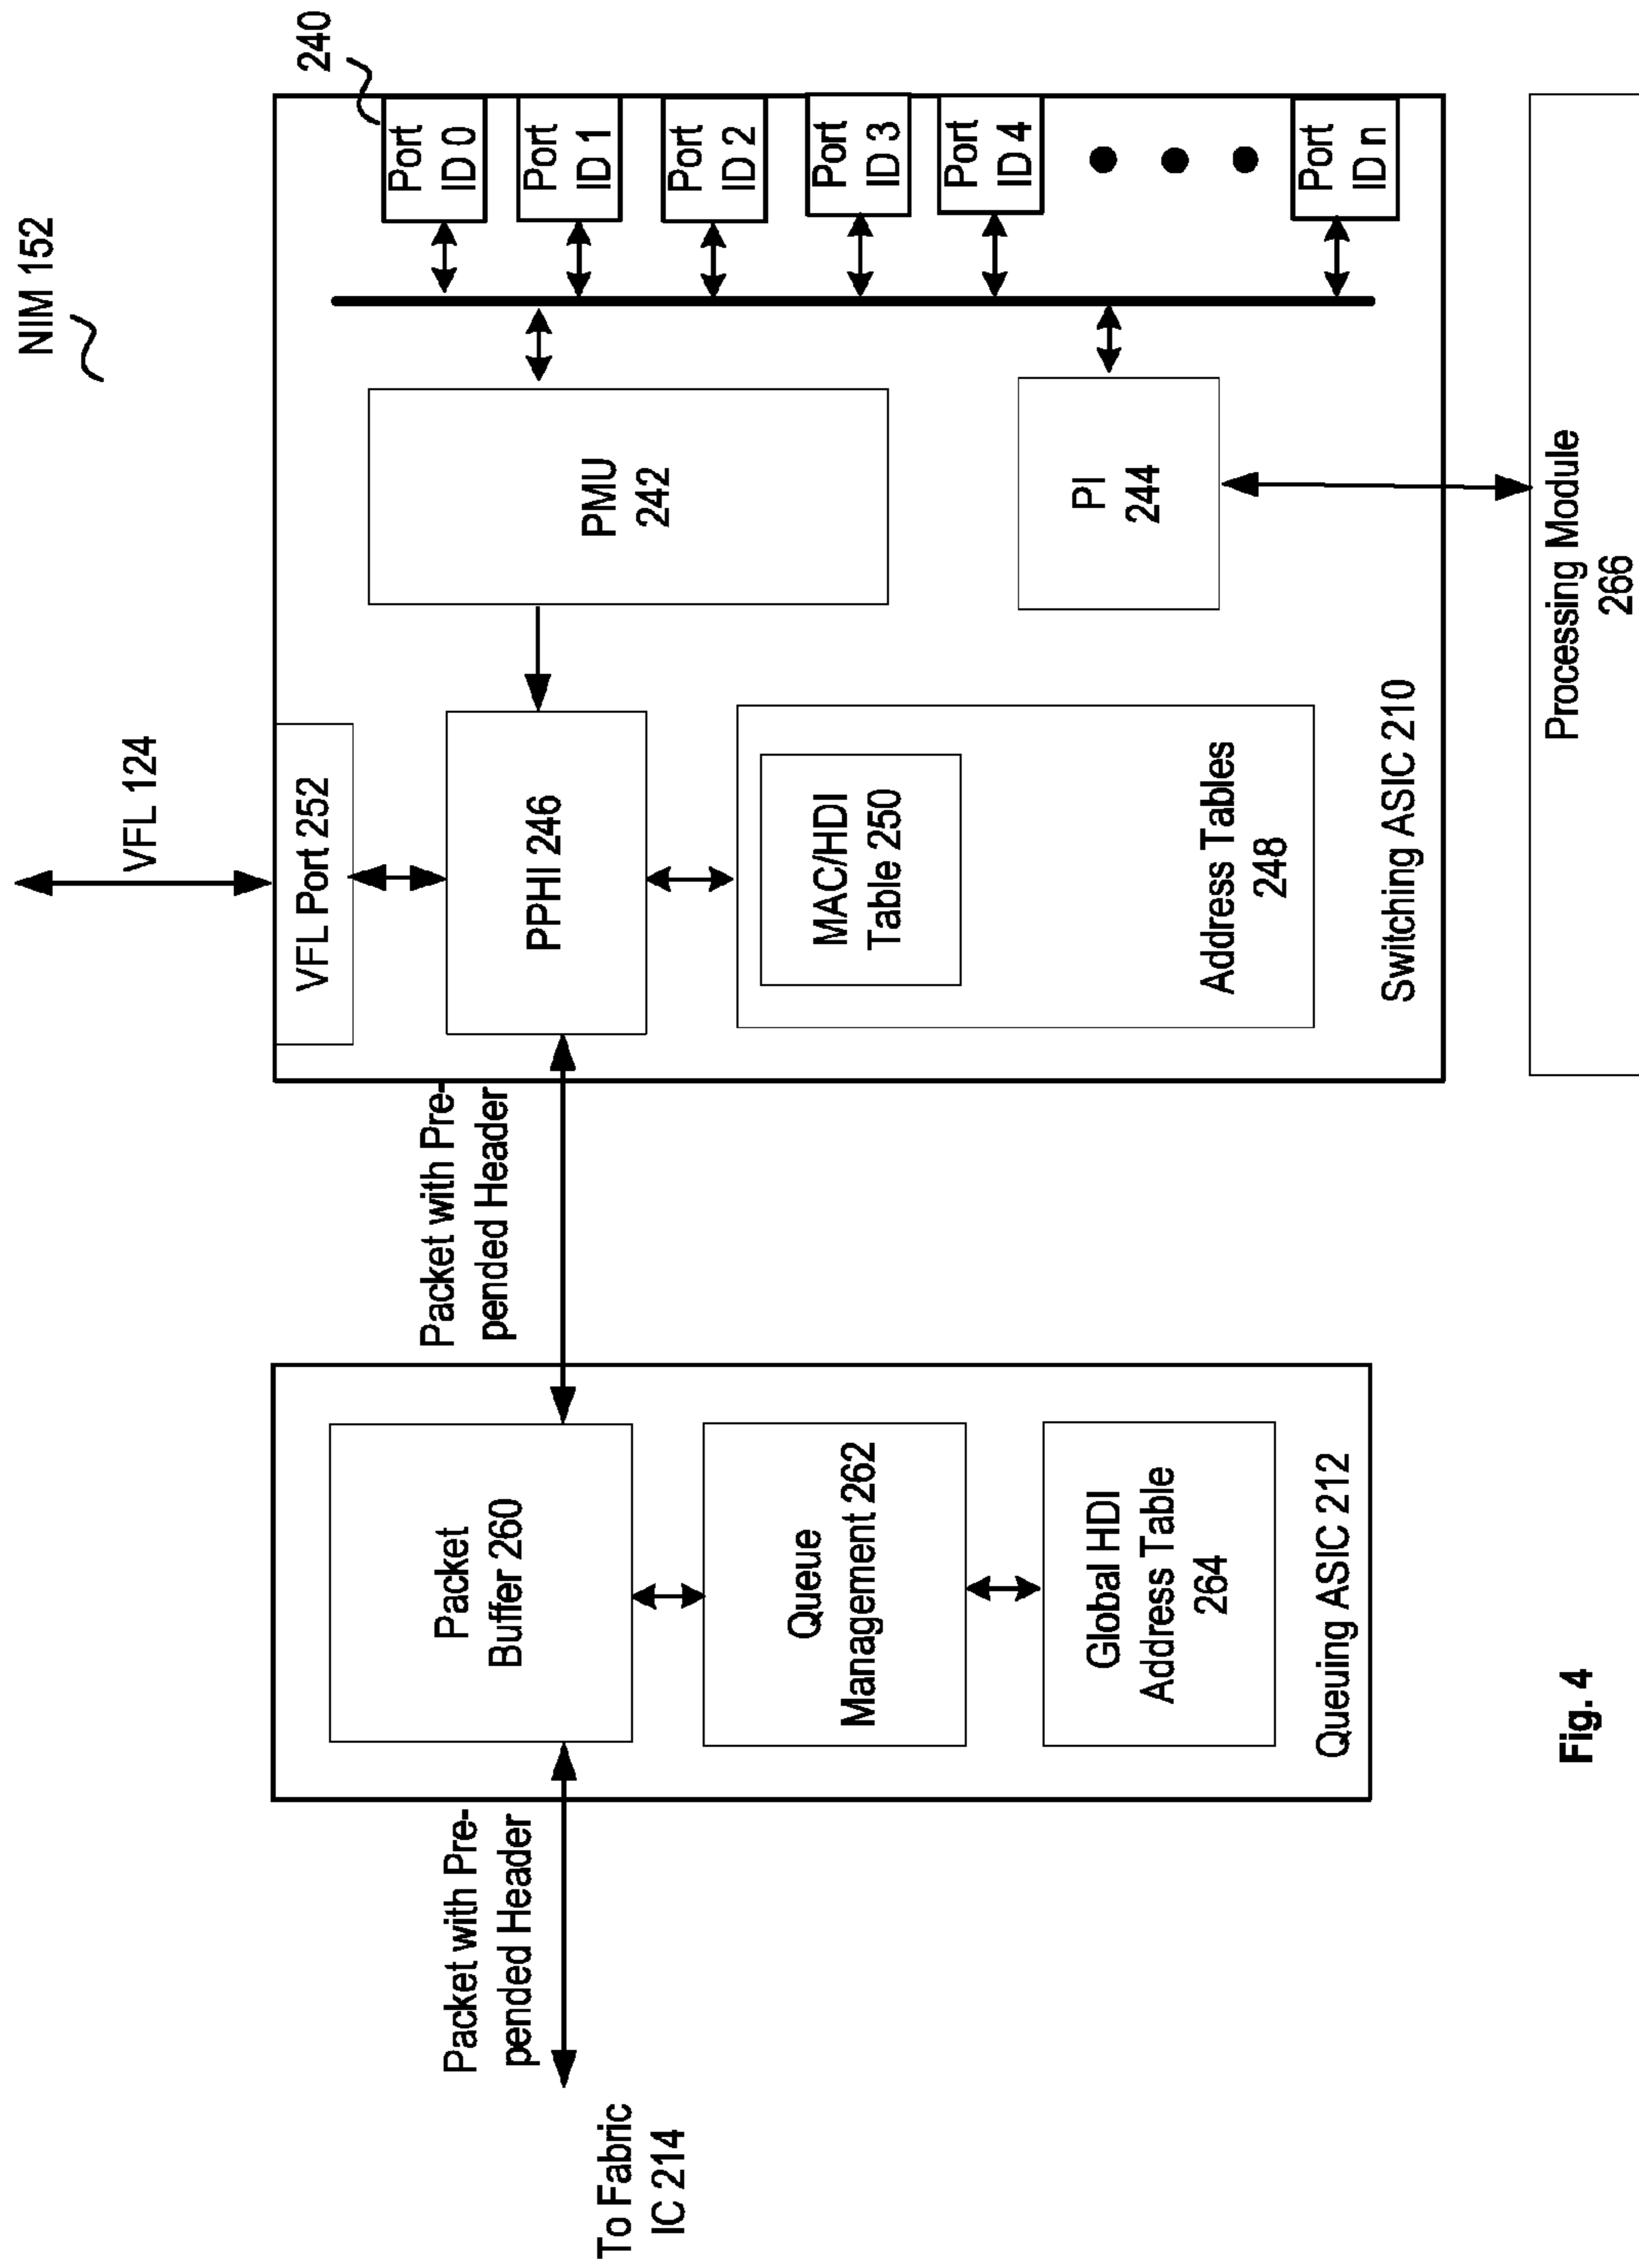 NIM 152
240
VFL 124
VFL Port 252
Port
ID 0
Port
ID 1
Port
ID 2
Port
ID 3
Port
ID 4
Port
ID n
PMU
242
PI
244
PPHI 246
MAC/HDI
Table 250
Address Tables
248
Switching ASIC 210
Processing Module
266
Packet with Pre-
pended Header
Packet
Buffer 260
Queue
Management 262
Global HDI
Address Table
264
Queuing ASIC 212
Packet with Pre-
pended Header
To Fabric
IC 214
Fig. 4